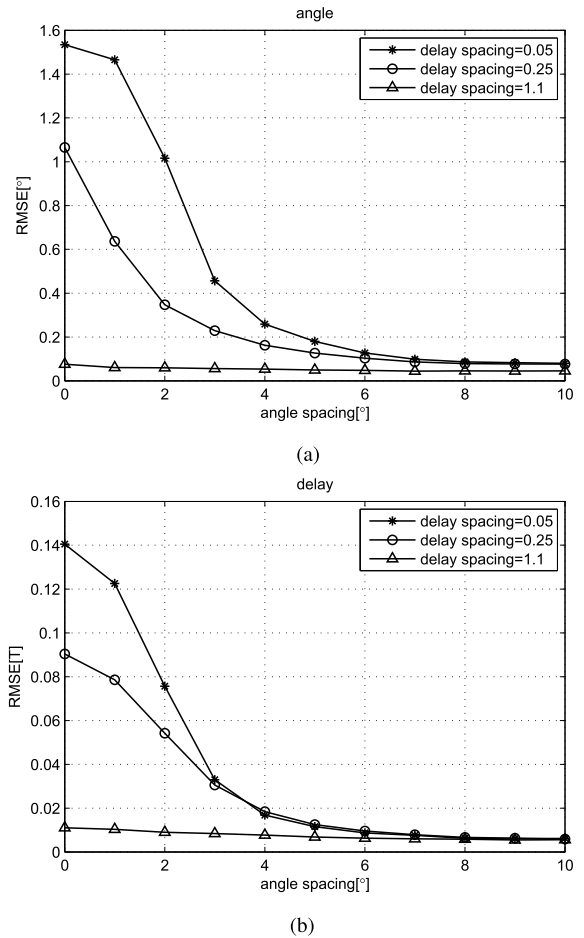 angle
1.6
1.4
1.2
1
0.8
0.6
0.4
0.2
0
RMSE[°]
delay spacing=0.05
delay spacing=0.25
delay spacing=1.1
0 2 4 6 8 10
angle spacing[°]
(a)
delay
0.16
0.14
0.12
0.1
0.08
0.06
0.04
0.02
0
RMSE[T]
delay spacing=0.05
delay spacing=0.25
delay spacing=1.1
0 2 4 6 8 10
angle spacing[°]
(b)